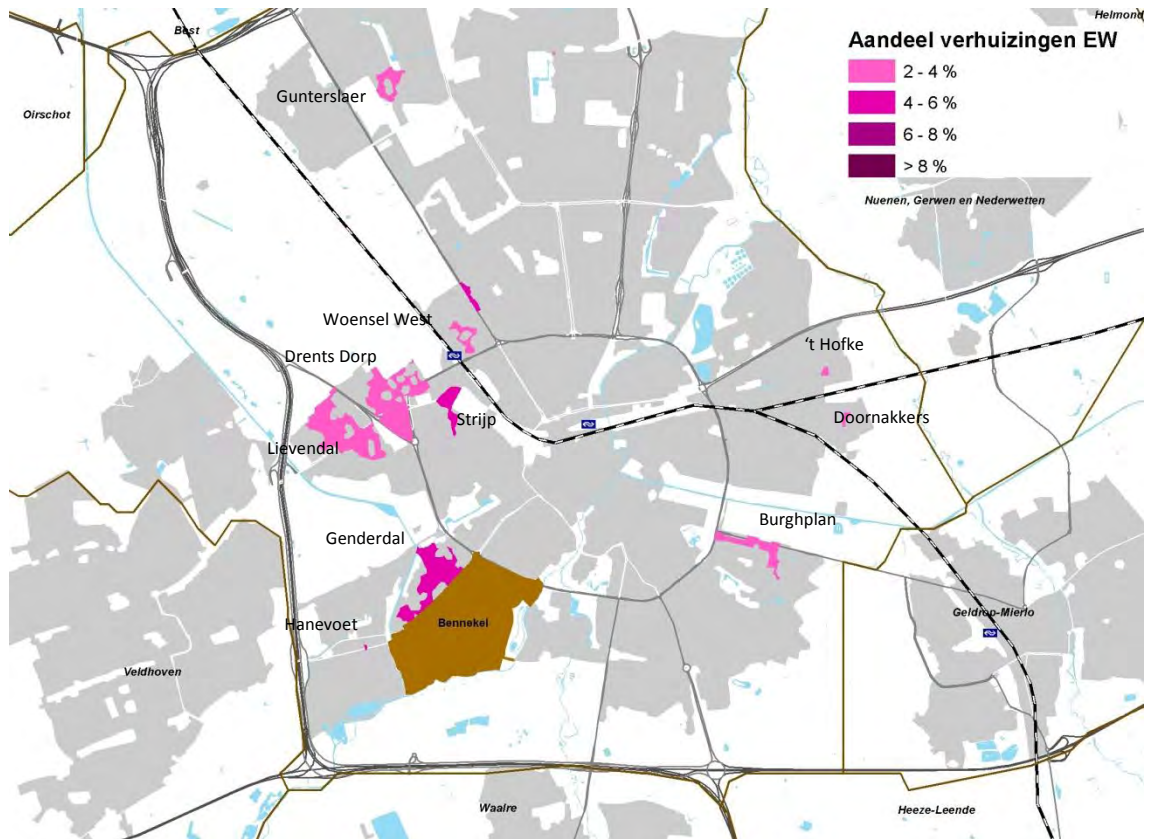 Best
Helmond
Aandeel verhuizingen EW
2 - 4 %
4 - 6 %
6 - 8 %
> 8 %
Gunterslaer
Oirschot
Nuenen, Gerwen en Nederwetten
Woensel West
Drents Dorp
‘t Hofke
Strijp
Doornakkers
Lievendal
Burghplan
Genderdal
Hanevoet
Bennekel
Geldrop-Mierlo
Veldhoven
Waalre
Heeze-Leende